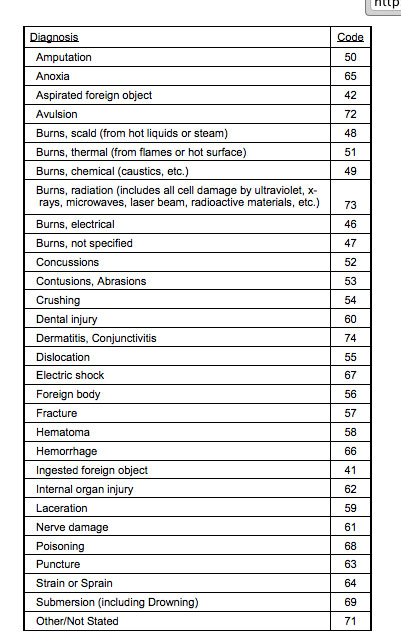 http
Diagnosis Code
Amputation 50
Anoxia 65
Aspirated foreign object 42
Avulsion 72
Burns, scald (from hot liquids or steam) 48
Burns, thermal (from flames or hot surface) 51
Burns, chemical (caustics, etc.) 49
Burns, radiation (includes all cell damage by ultraviolet, x-
rays, microwaves, laser beam, radioactive materials, etc.) 73
Burns, electrical 46
Burns, not specified 47
Concussions 52
Contusions, Abrasions 53
Crushing 54
Dental injury 60
Dermatitis, Conjunctivitis 74
Dislocation 55
Electric shock 67
Foreign body 56
Fracture 57
Hematoma 58
Hemorrhage 66
Ingested foreign object 41
Internal organ injury 62
Laceration 59
Nerve damage 61
Poisoning 68
Puncture 63
Strain or Sprain 64
Submersion (including Drowning) 69
Other/Not Stated 71